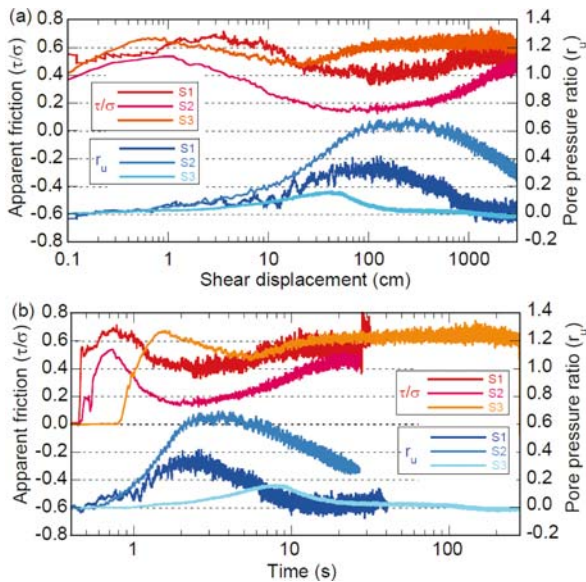 (a)
Apparent friction (τ/σ)
0.8
0.6
0.4
0.2
0.0
-0.2
-0.4
-0.6
-0.8
τ/σ
S1
S2
S3
r_u
S1
S2
S3
1.4
1.2
1.0
0.8
0.6
0.4
0.2
0.0
-0.2
Pore pressure ratio (r_u)
0.1 1 10 100 1000
Shear displacement (cm)
(b)
Apparent friction (τ/σ)
0.8
0.6
0.4
0.2
0.0
-0.2
-0.4
-0.6
-0.8
τ/σ
S1
S2
S3
r_u
S1
S2
S3
1.4
1.2
1.0
0.8
0.6
0.4
0.2
0.0
-0.2
Pore pressure ratio (r_u)
1 10 100
Time (s)